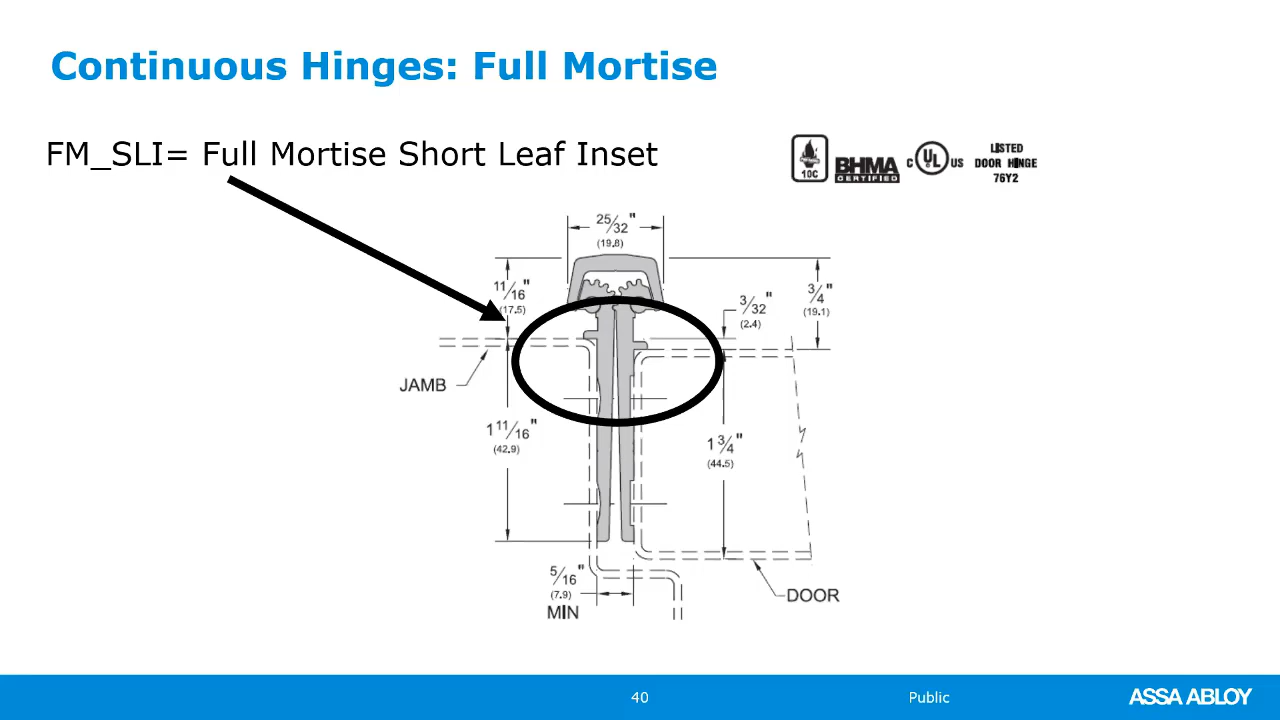 Continuous Hinges: Full Mortise
FM_SLI= Full Mortise Short Leaf Inset
10C
BHMA
CERTIFIED
C UL US
LISTED
DOOR HINGE
76Y2
25/32"
(19.8)
11/16"
(17.5)
3/32"
(2.4)
3/4"
(19.1)
JAMB
1 11/16"
(42.9)
1 3/4"
(44.5)
5/16"
(7.9)
MIN
DOOR
40
Public
ASSA ABLOY